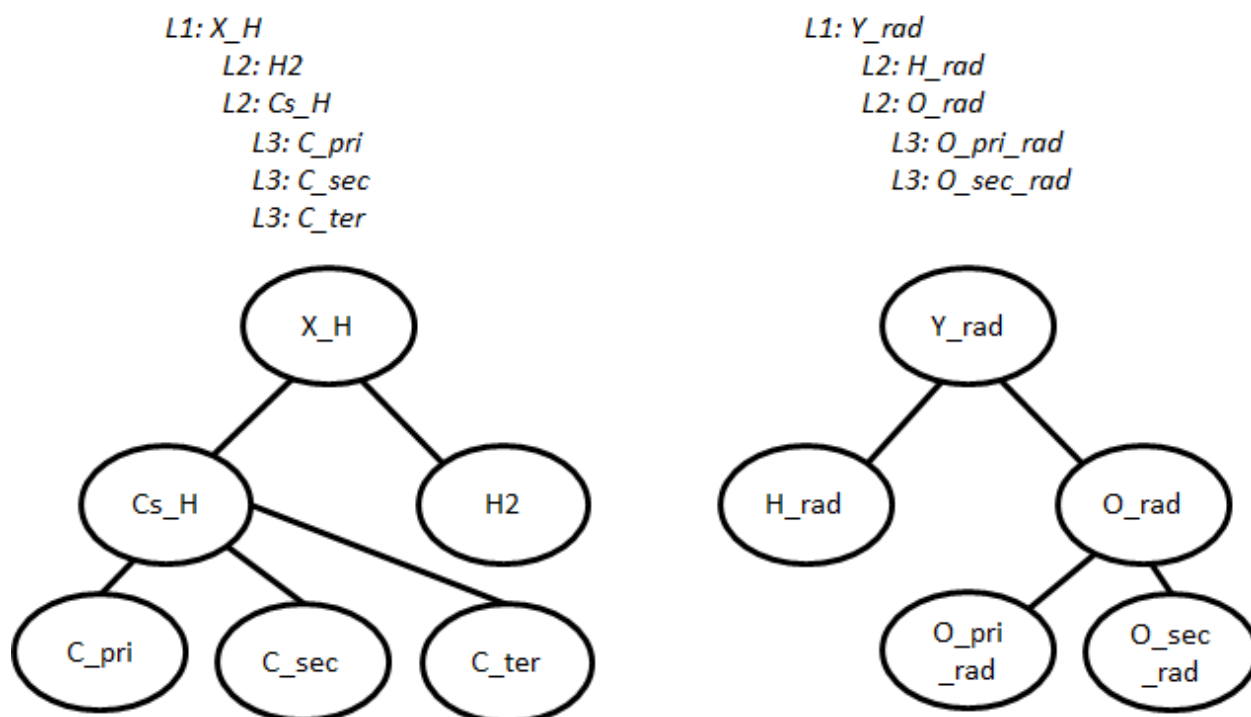 L1: X_H
L2: H2
L2: Cs_H
L3: C_pri
L3: C_sec
L3: C_ter
L1: Y_rad
L2: H_rad
L2: O_rad
L3: O_pri_rad
L3: O_sec_rad
X_H
Cs_H
H2
C_pri
C_sec
C_ter
Y_rad
H_rad
O_rad
O_pri
_rad
O_sec
_rad